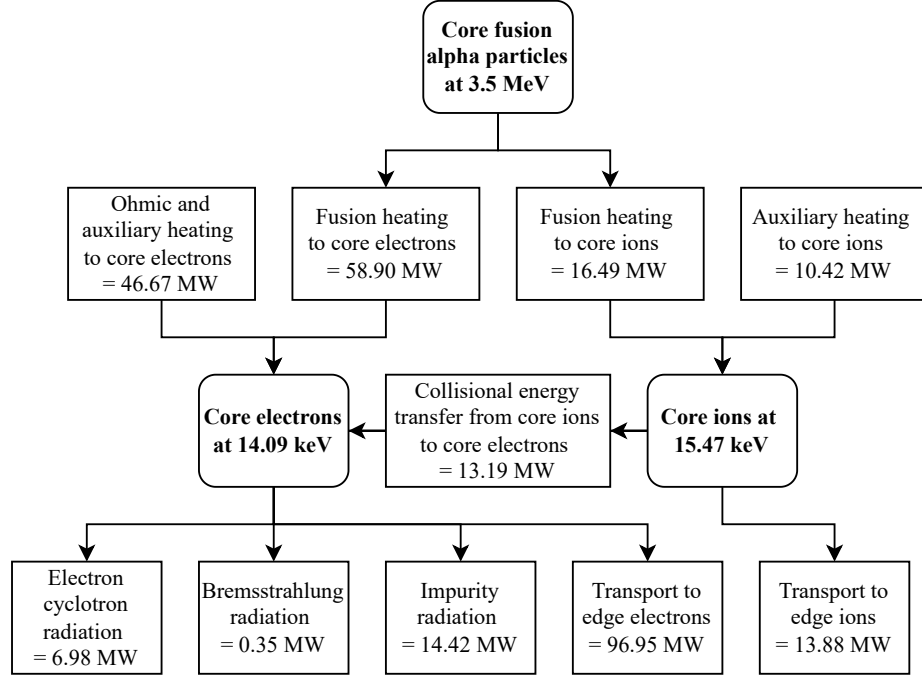 Core fusion
alpha particles
at 3.5 MeV
Ohmic and
auxiliary heating
to core electrons
= 46.67 MW
Fusion heating
to core electrons
= 58.90 MW
Fusion heating
to core ions
= 16.49 MW
Auxiliary heating
to core ions
= 10.42 MW
Core electrons
at 14.09 keV
Collisional energy
transfer from core ions
to core electrons
= 13.19 MW
Core ions at
15.47 keV
Electron
cyclotron
radiation
= 6.98 MW
Bremsstrahlung
radiation
= 0.35 MW
Impurity
radiation
= 14.42 MW
Transport to
edge electrons
= 96.95 MW
Transport to
edge ions
= 13.88 MW